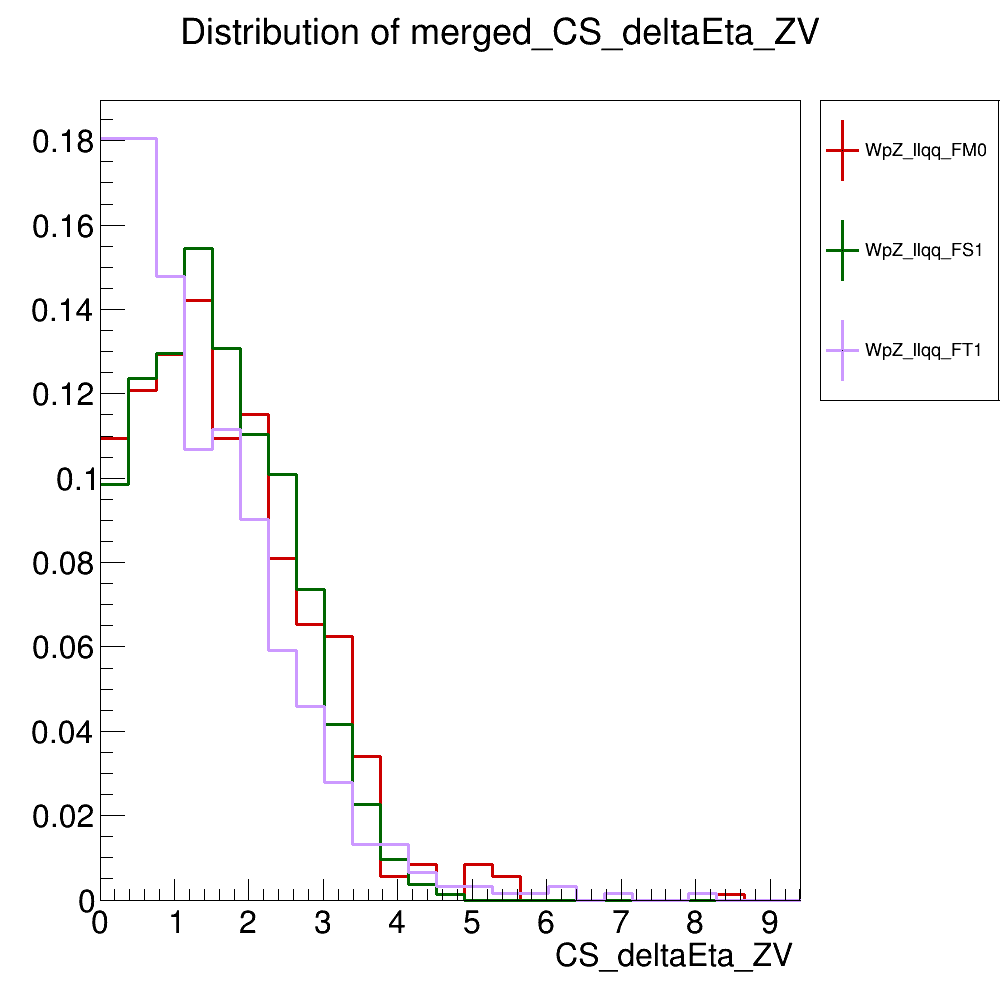 Distribution of merged_CS_deltaEta_ZV
WpZ_llqq_FM0
WpZ_llqq_FS1
WpZ_llqq_FT1
0.18
0.16
0.14
0.12
0.1
0.08
0.06
0.04
0.02
0
0 1 2 3 4 5 6 7 8 9
CS_deltaEta_ZV